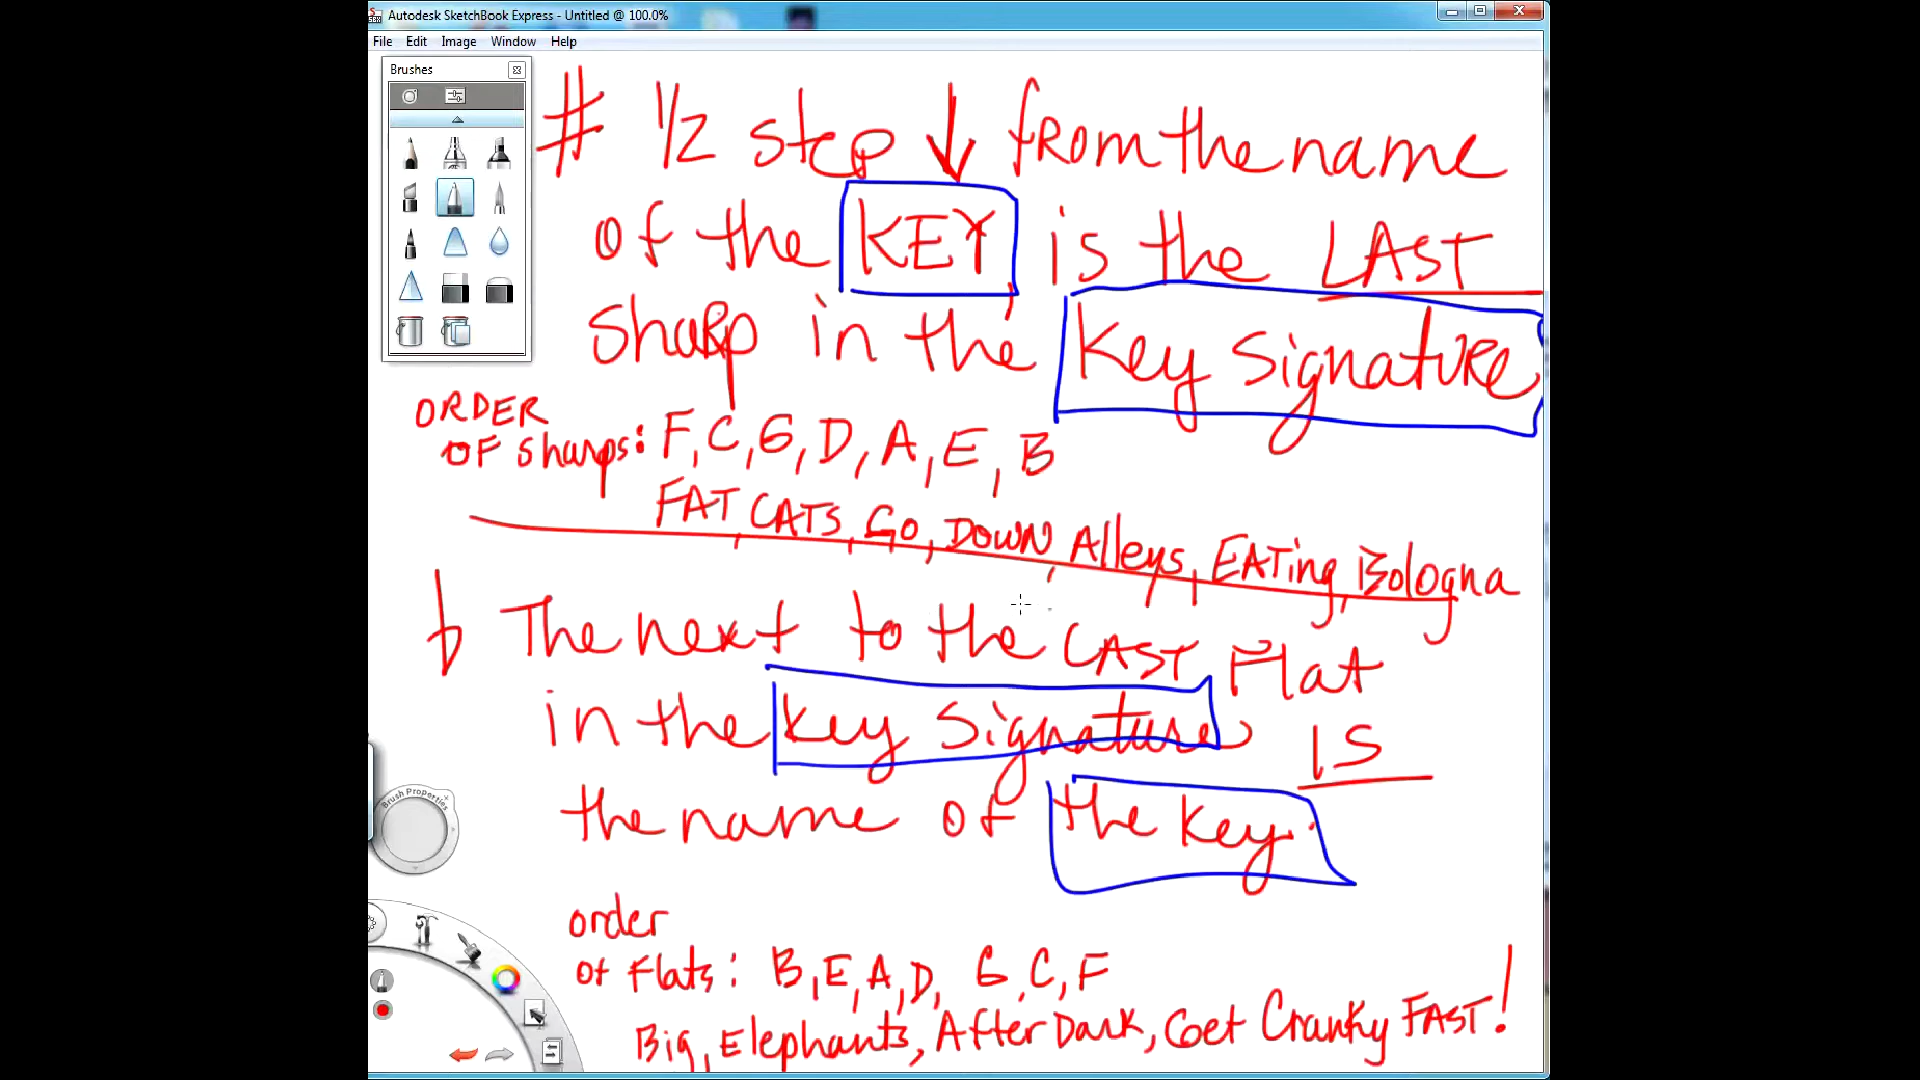 Autodesk SketchBook Express - Untitled @ 100.0%
File Edit Image Window Help
Brushes
# 1/2 step ↓ from the name
of the KEY is the LAST
sharp in the Key Signature
ORDER
OF Sharps: F, C, G, D, A, E, B
FAT, CATS, Go, DOWN, Alleys, EATing, Bologna
b The next to the LAST Flat
in the Key Signature IS
the name of the Key.
Brush Properties
order
of Flats: B, E, A, D, G, C, F
Big, Elephants, After Dark, Get Cranky FAST!